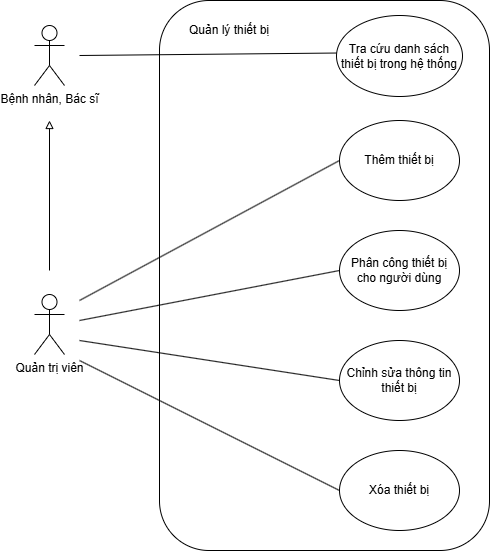 Quản lý thiết bị
Tra cứu danh sách
thiết bị trong hệ thống
Bệnh nhân, Bác sĩ
Thêm thiết bị
Phân công thiết bị
cho người dùng
Quản trị viên
Chỉnh sửa thông tin
thiết bị
Xóa thiết bị